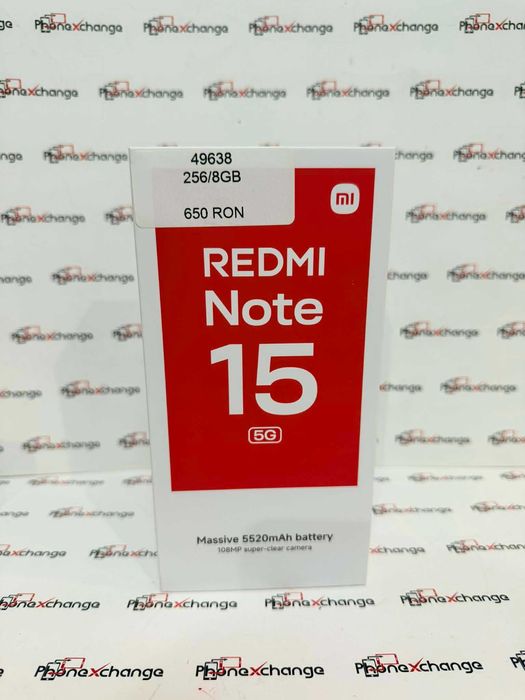 49638
256/8GB
650 RON
mi
REDMI
Note
15
5G
Massive 5520mAh battery
108MP super-clear camera
PhoneXchange